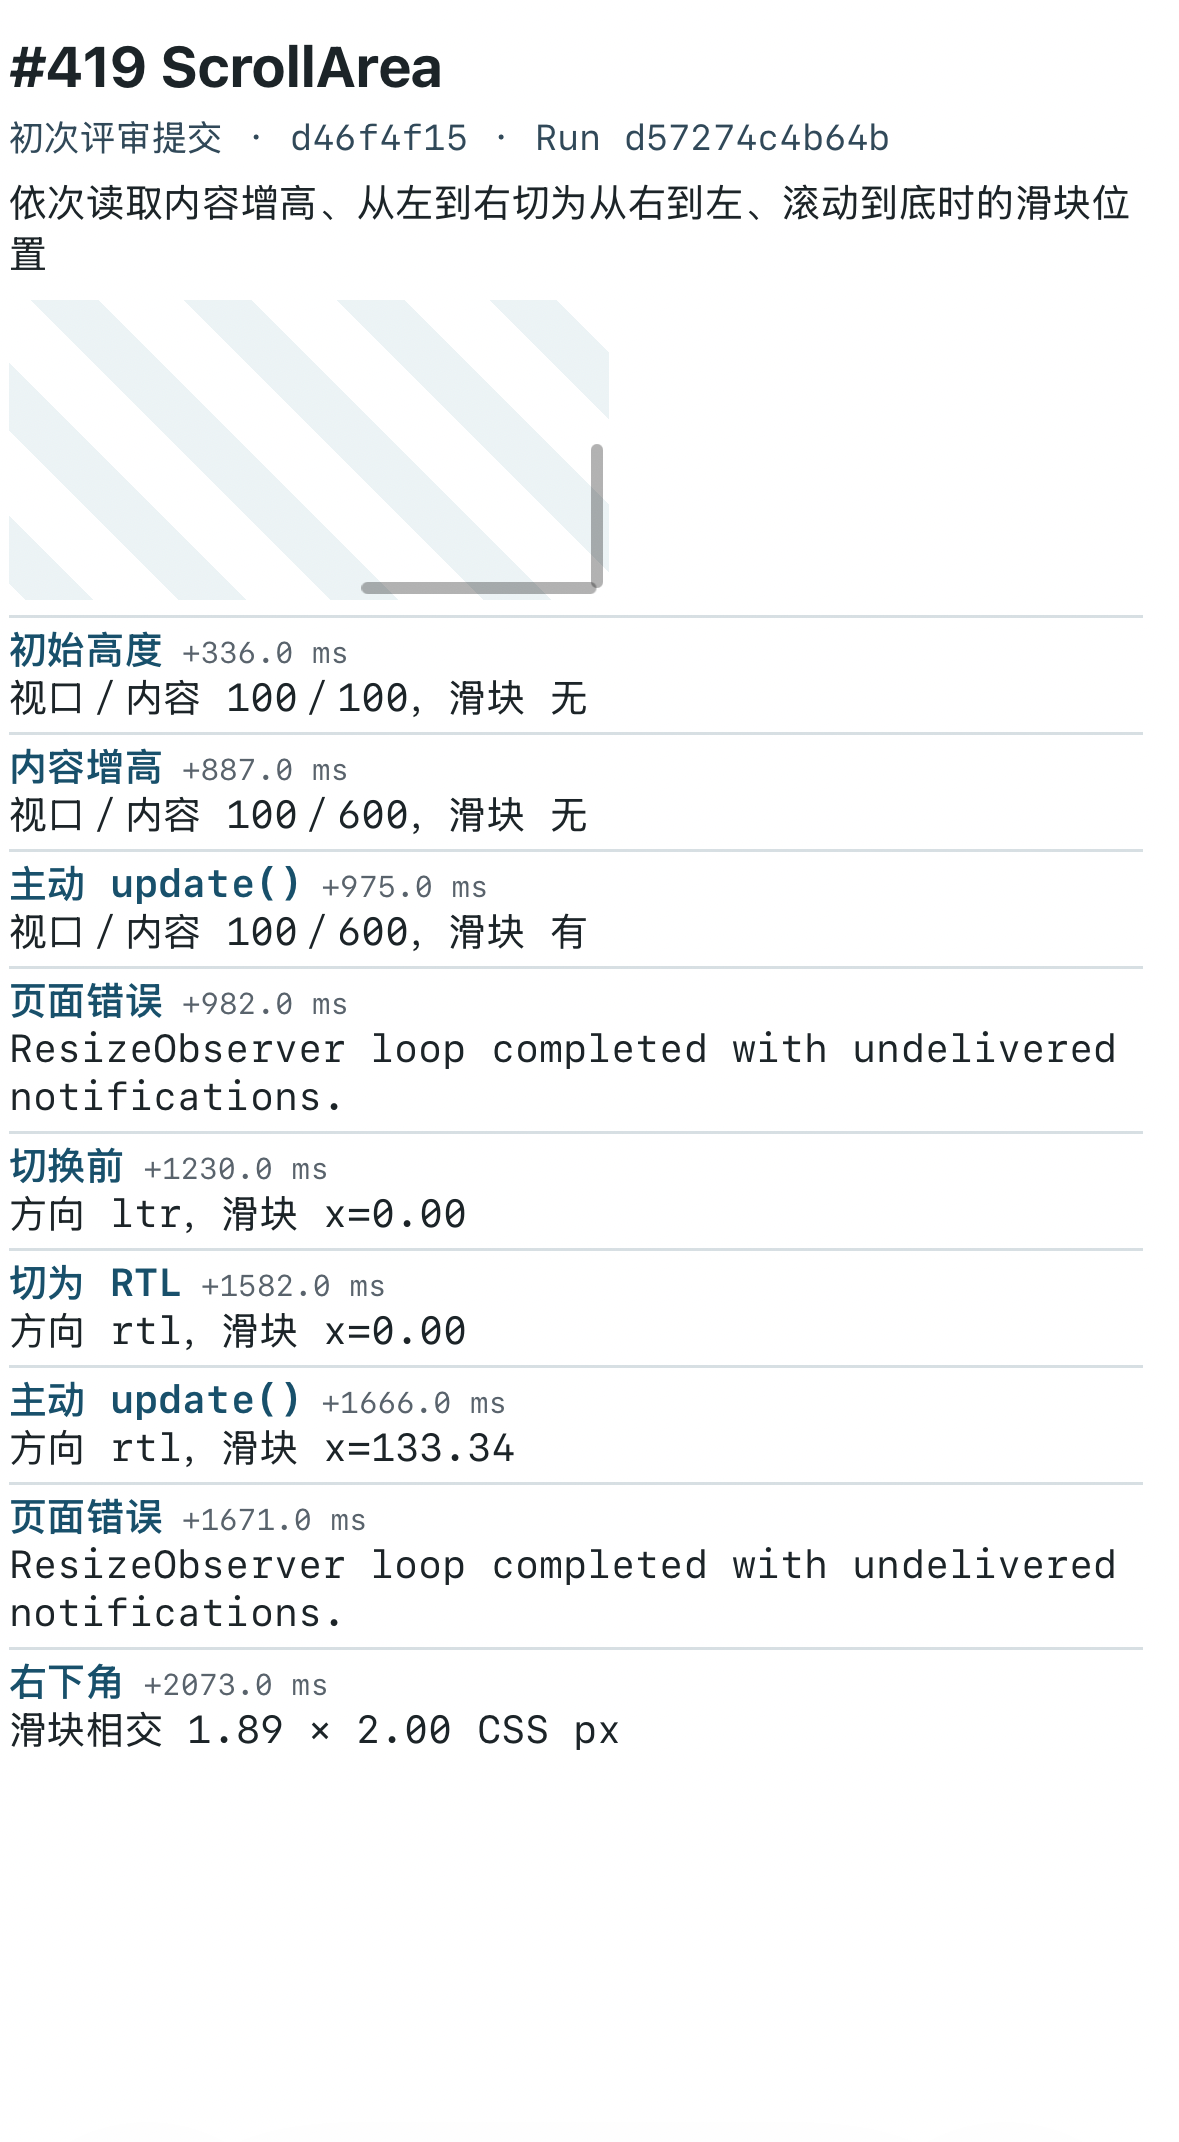 #419 ScrollArea
初次评审提交 · d46f4f15 · Run d57274c4b64b
依次读取内容增高、从左到右切为从右到左、滚动到底时的滑块位
置
初始高度 +336.0 ms
视口 / 内容 100 / 100，滑块 无
内容增高 +887.0 ms
视口 / 内容 100 / 600，滑块 无
主动 update() +975.0 ms
视口 / 内容 100 / 600，滑块 有
页面错误 +982.0 ms
ResizeObserver loop completed with undelivered
notifications.
切换前 +1230.0 ms
方向 ltr，滑块 x=0.00
切为 RTL +1582.0 ms
方向 rtl，滑块 x=0.00
主动 update() +1666.0 ms
方向 rtl，滑块 x=133.34
页面错误 +1671.0 ms
ResizeObserver loop completed with undelivered
notifications.
右下角 +2073.0 ms
滑块相交 1.89 × 2.00 CSS px